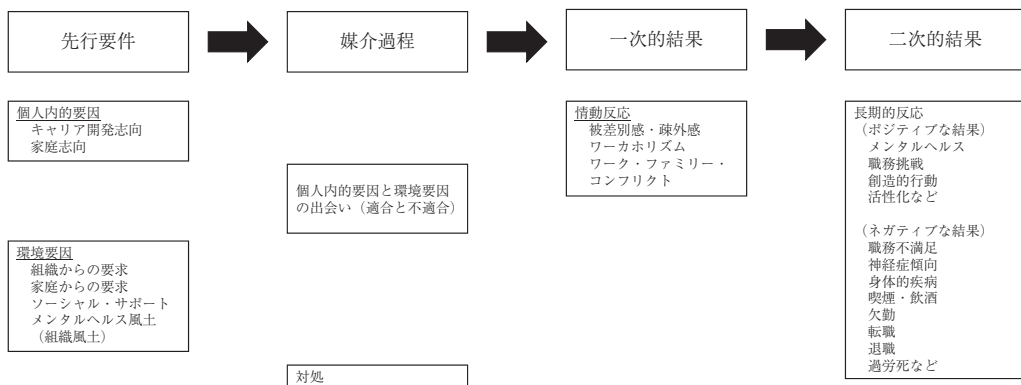 先行要件
媒介過程
一次的結果
二次的結果
個人内的要因
キャリア開発志向
家庭志向
環境要因
組織からの要求
家庭からの要求
ソーシャル・サポート
メンタルヘルス風土
（組織風土）
個人内的要因と環境要因
の出会い（適合と不適合）
対処
情動反応
被差別感・疎外感
ワーカホリズム
ワーク・ファミリー・
コンフリクト
長期的反応
（ポジティブな結果）
メンタルヘルス
職務挑戦
創造的行動
活性化など
（ネガティブな結果）
職務不満足
神経症傾向
身体的疾病
喫煙・飲酒
欠勤
転職
退職
過労死など